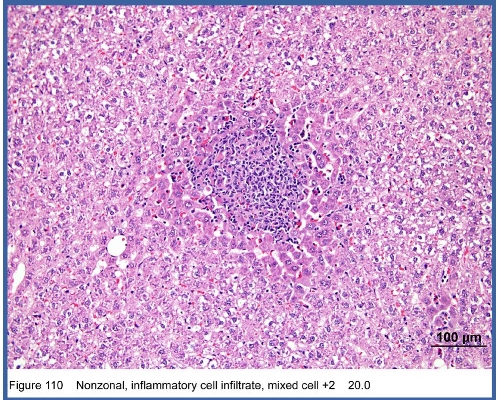 100 µm
Figure 110 Nonzonal, inflammatory cell infiltrate, mixed cell +2 20.0